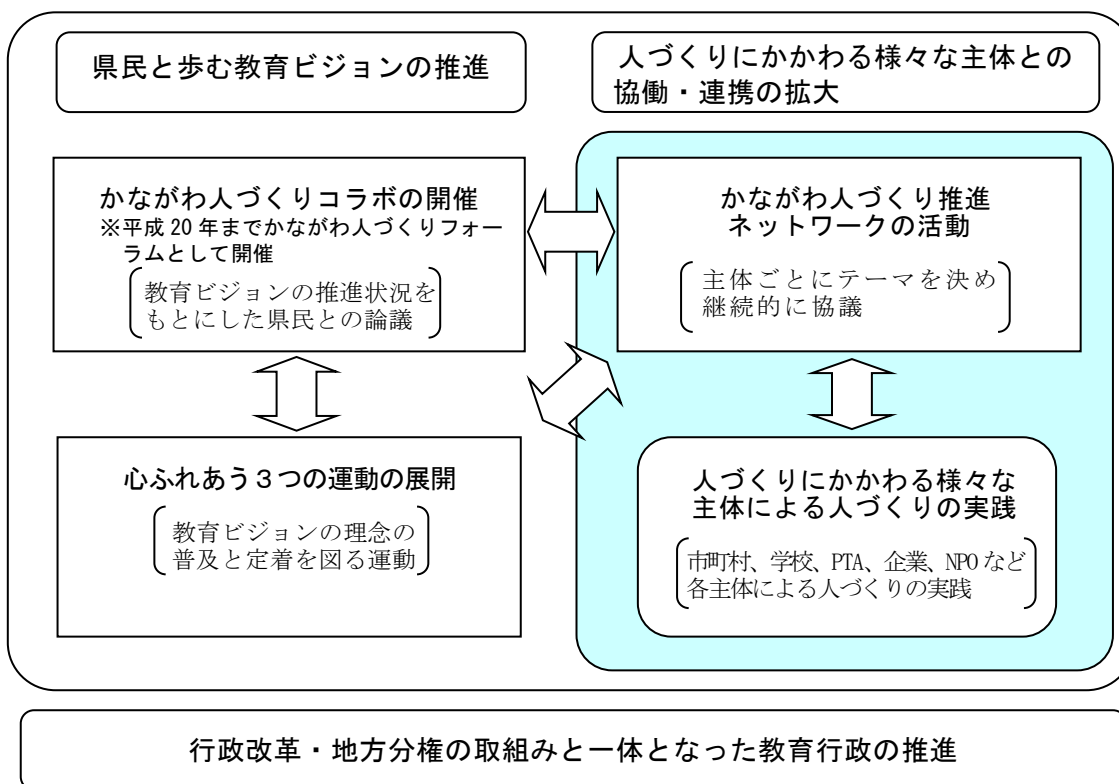 県民と歩む教育ビジョンの推進
人づくりにかかわる様々な主体との
協働・連携の拡大
かながわ人づくりコラボの開催
※平成20年までかながわ人づくりフォー
ラムとして開催
教育ビジョンの推進状況を
もとにした県民との論議
かながわ人づくり推進
ネットワークの活動
主体ごとにテーマを決め
継続的に協議
心ふれあう３つの運動の展開
教育ビジョンの理念の
普及と定着を図る運動
人づくりにかかわる様々な
主体による人づくりの実践
市町村、学校、PTA、企業、NPOなど
各主体による人づくりの実践
行政改革・地方分権の取組みと一体となった教育行政の推進